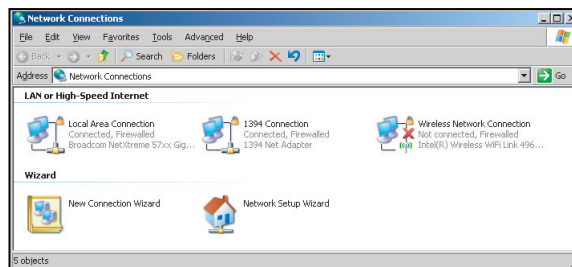 Network Connections
File Edit View Favorites Tools Advanced Help
Back Search Folders
Address Network Connections Go
LAN or High-Speed Internet
Local Area Connection
Connected, Firewalled
Broadcom NetXtreme 57xx Gig...
1394 Connection
Connected, Firewalled
1394 Net Adapter
Wireless Network Connection
Not connected, Firewalled
Intel(R) Wireless WiFi Link 496...
Wizard
New Connection Wizard
Network Setup Wizard
5 objects